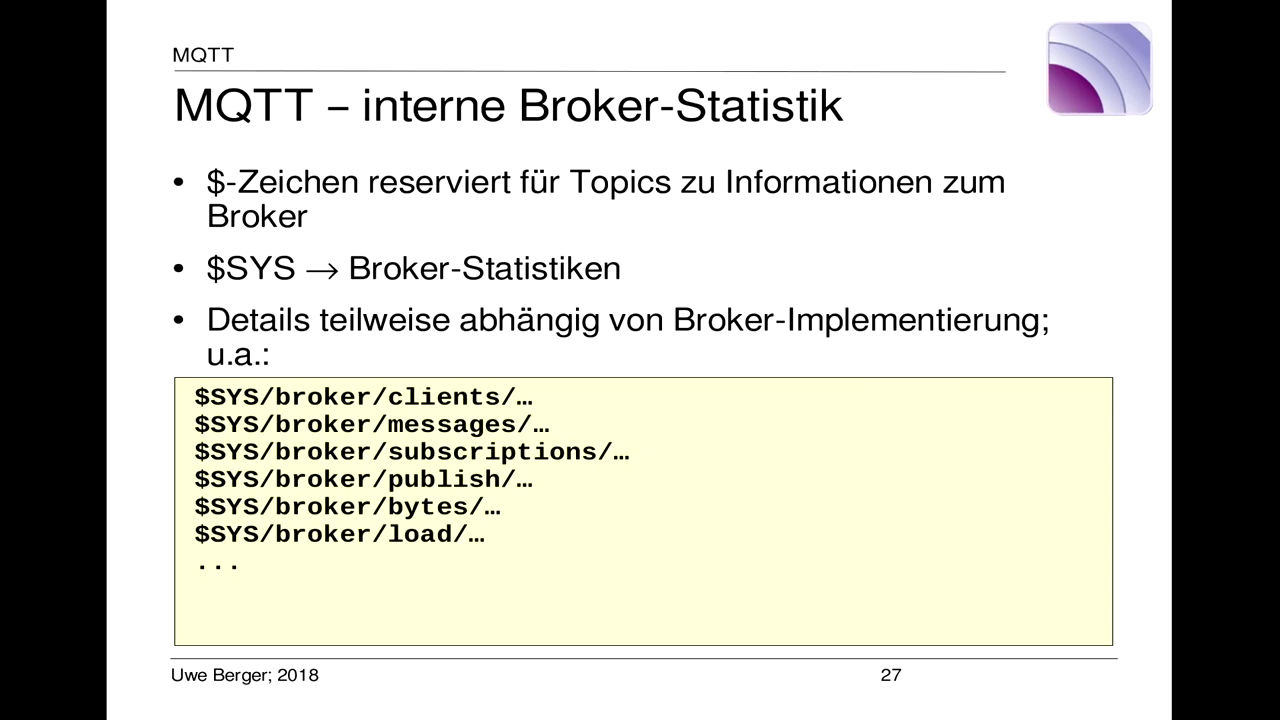 MQTT
MQTT – interne Broker-Statistik
• $-Zeichen reserviert für Topics zu Informationen zum
Broker
• $SYS → Broker-Statistiken
• Details teilweise abhängig von Broker-Implementierung;
u.a.:
$SYS/broker/clients/…
$SYS/broker/messages/…
$SYS/broker/subscriptions/…
$SYS/broker/publish/…
$SYS/broker/bytes/…
$SYS/broker/load/…
...
Uwe Berger; 2018
27